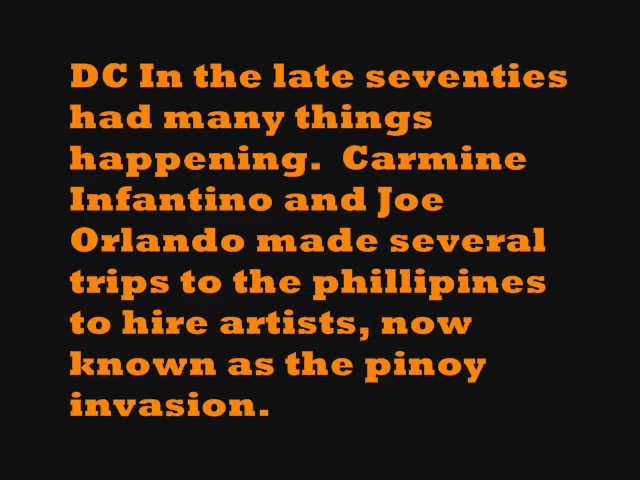 DC In the late seventies
had many things
happening.  Carmine
Infantino and Joe
Orlando made several
trips to the phillipines
to hire artists, now
known as the pinoy
invasion.